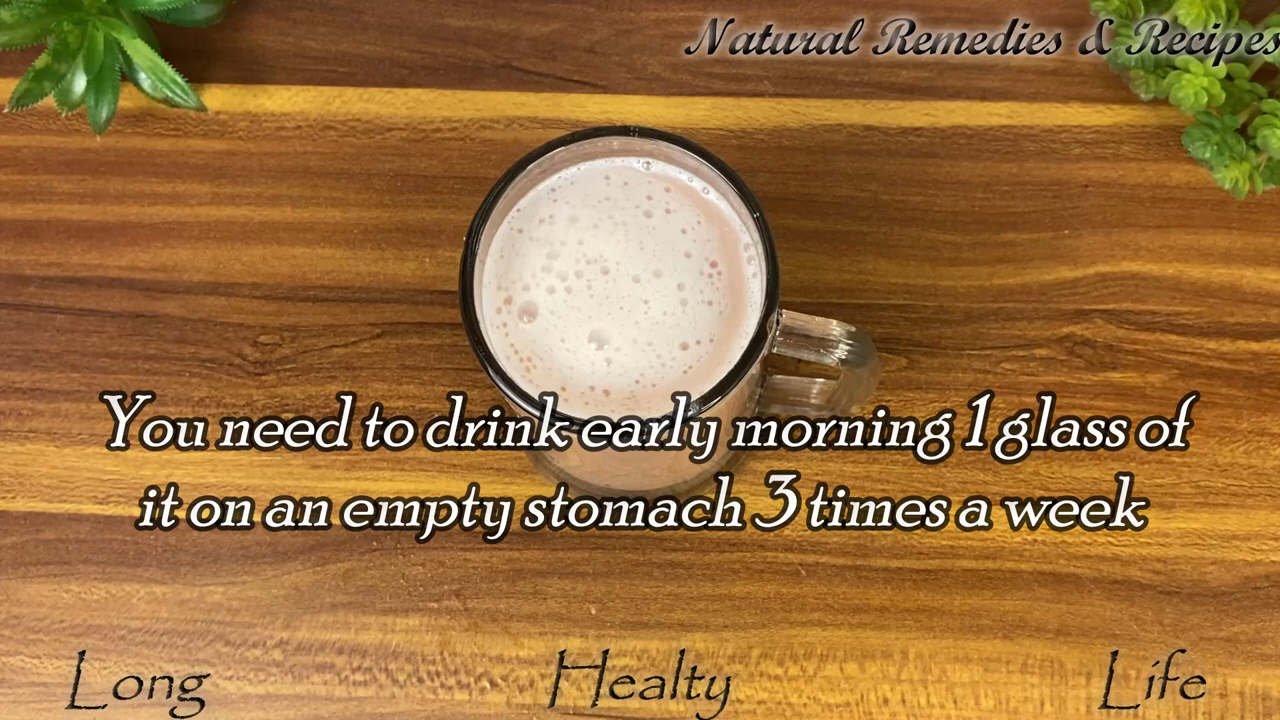 Natural Remedies & Recipes
You need to drink early morning 1 glass of
it on an empty stomach 3 times a week
Long Healty Life